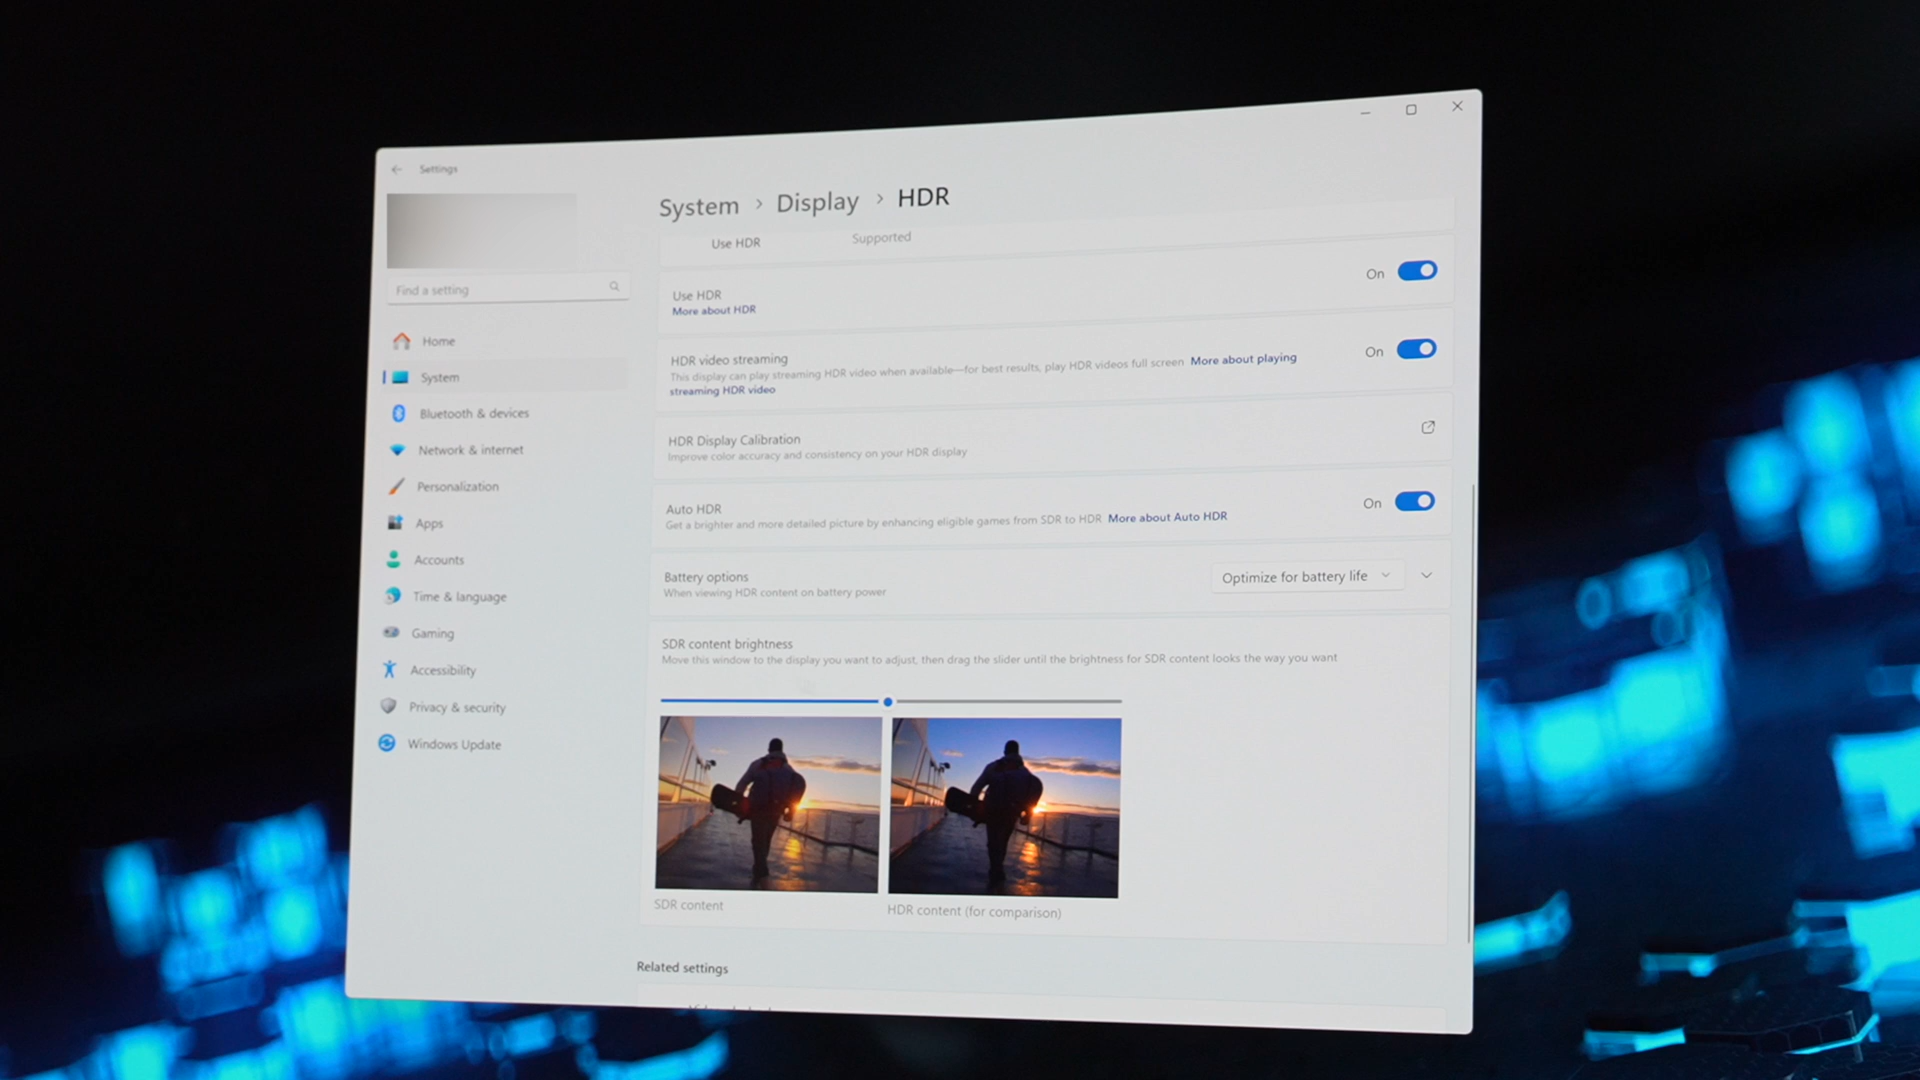 Settings
Find a setting
Home
System
Bluetooth & devices
Network & internet
Personalization
Apps
Accounts
Time & language
Gaming
Accessibility
Privacy & security
Windows Update
System > Display > HDR
Use HDR Supported
Use HDR On
More about HDR
HDR video streaming On
This display can play streaming HDR video when available—for best results, play HDR videos full screen More about playing
streaming HDR video
HDR Display Calibration
Improve color accuracy and consistency on your HDR display
Auto HDR On
Get a brighter and more detailed picture by enhancing eligible games from SDR to HDR More about Auto HDR
Battery options Optimize for battery life
When viewing HDR content on battery power
SDR content brightness
Move this window to the display you want to adjust, then drag the slider until the brightness for SDR content looks the way you want
SDR content
HDR content (for comparison)
Related settings